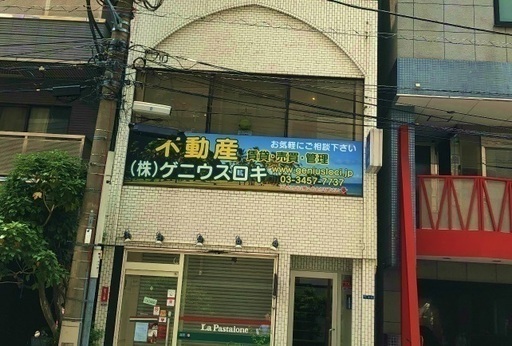 不動産
お気軽にご相談下さい
賃貸・売買・管理
(株)ゲニウスロキ
www.geniusloci.jp
03-3457-7737
La Pastaione